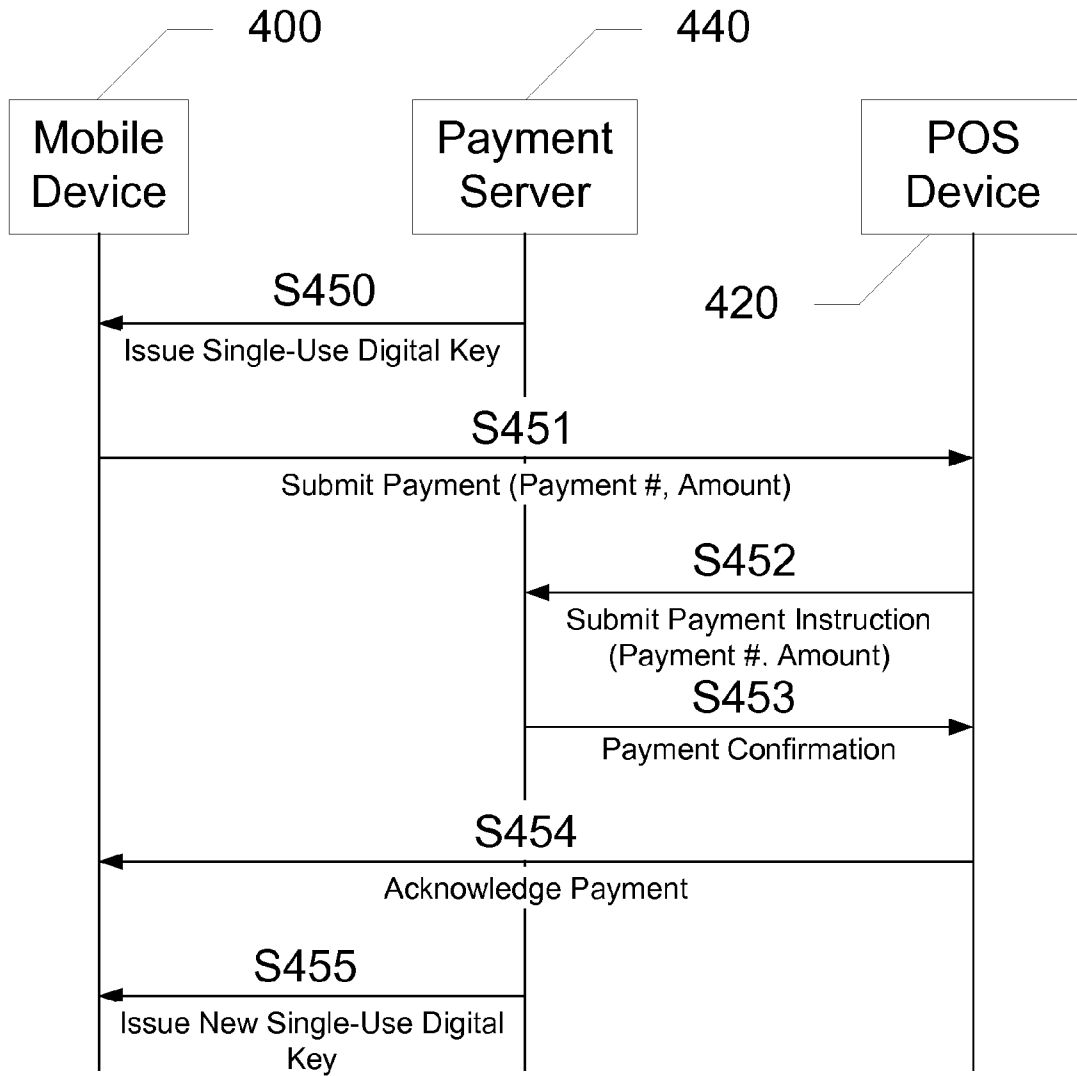 400
440
Mobile
Device
Payment
Server
POS
Device
420
S450
Issue Single-Use Digital Key
S451
Submit Payment (Payment #, Amount)
S452
Submit Payment Instruction
(Payment #. Amount)
S453
Payment Confirmation
S454
Acknowledge Payment
S455
Issue New Single-Use Digital
Key